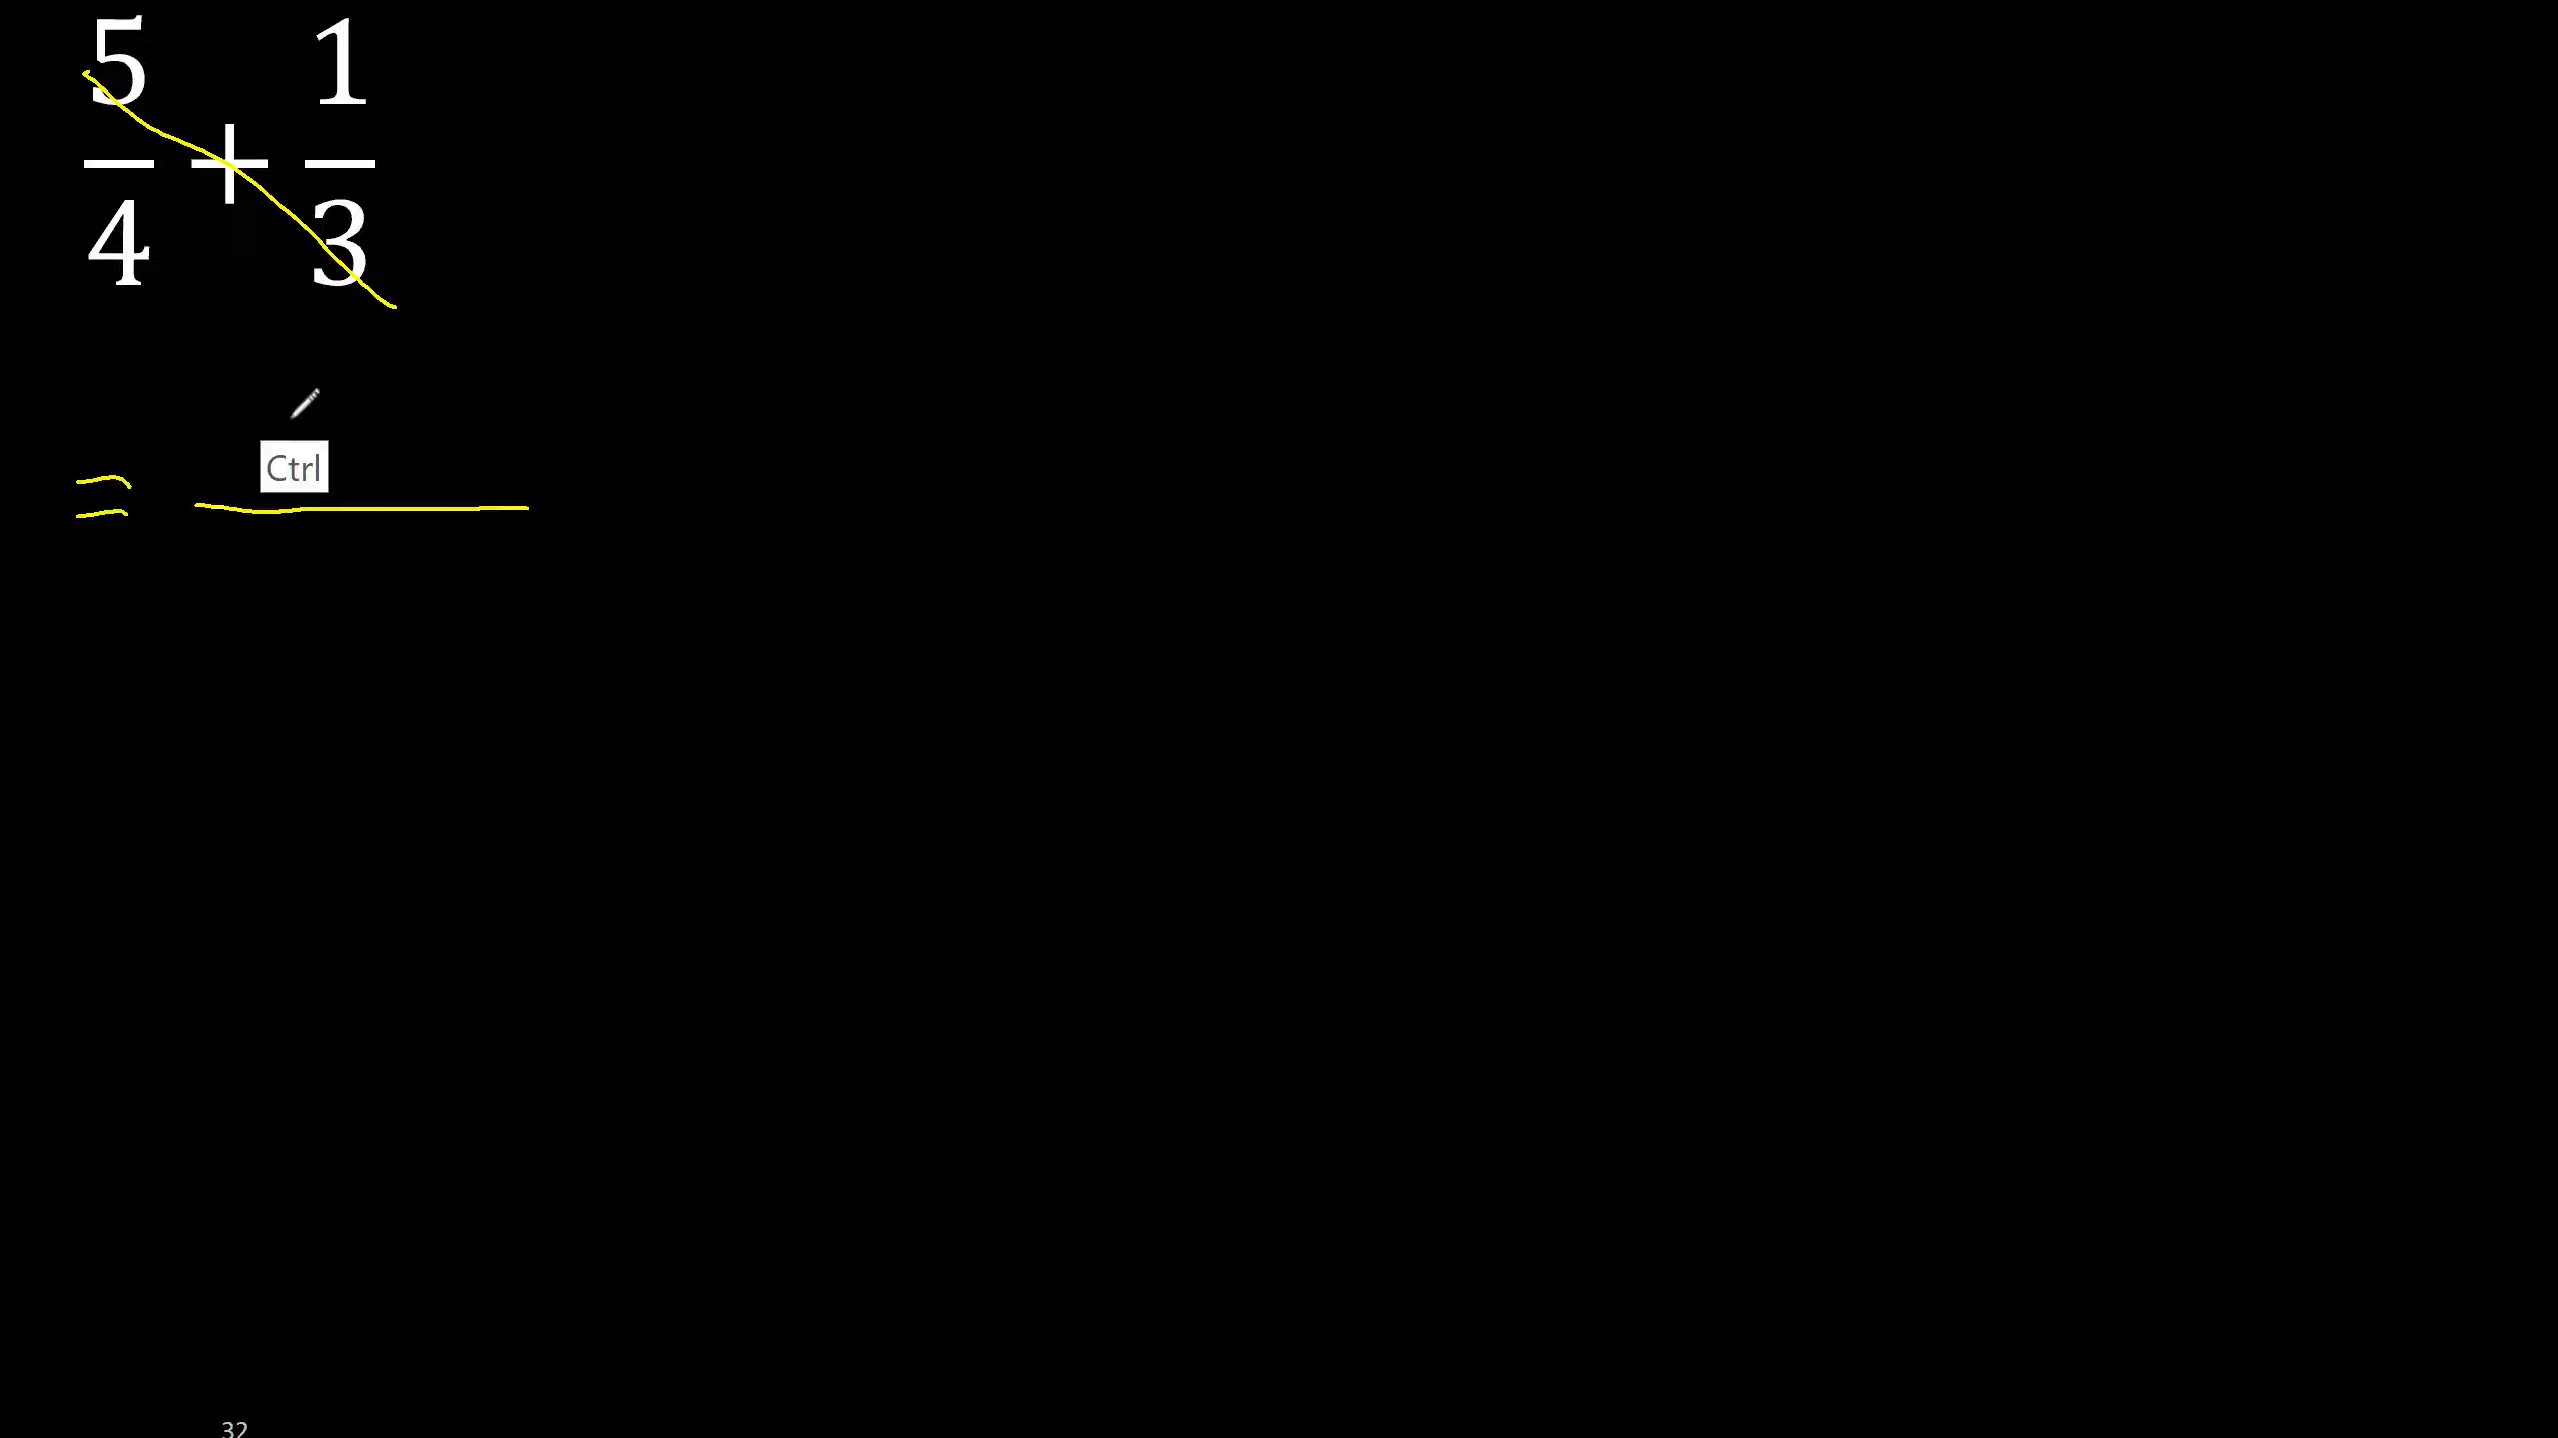 5/4 + 1/3
=
Ctrl
32